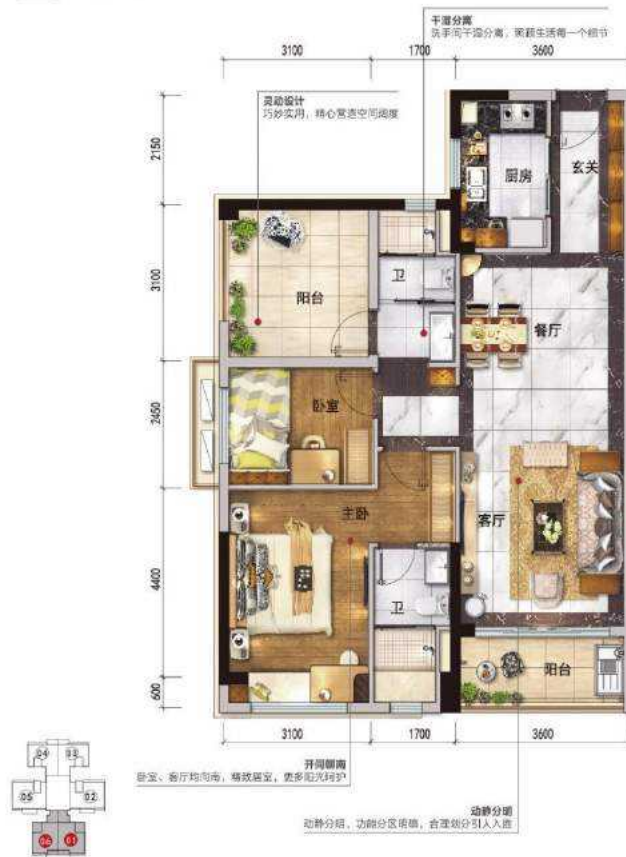 干湿分离
洗手间干湿分离，呵护生活每一个细节
3100 1700 3600
灵动设计
巧妙实用，精心营造空间阔度
2150
3100
2450
4400
600
厨房
玄关
阳台
卫
餐厅
卧室
主卧
客厅
卫
阳台
3100 1700 3600
开间朝南
卧室、客厅均向南，精致居室，更多阳光呵护
动静分明
动静分明，功能分区明确，合理划分引人入胜
04 03
05 02
06 01